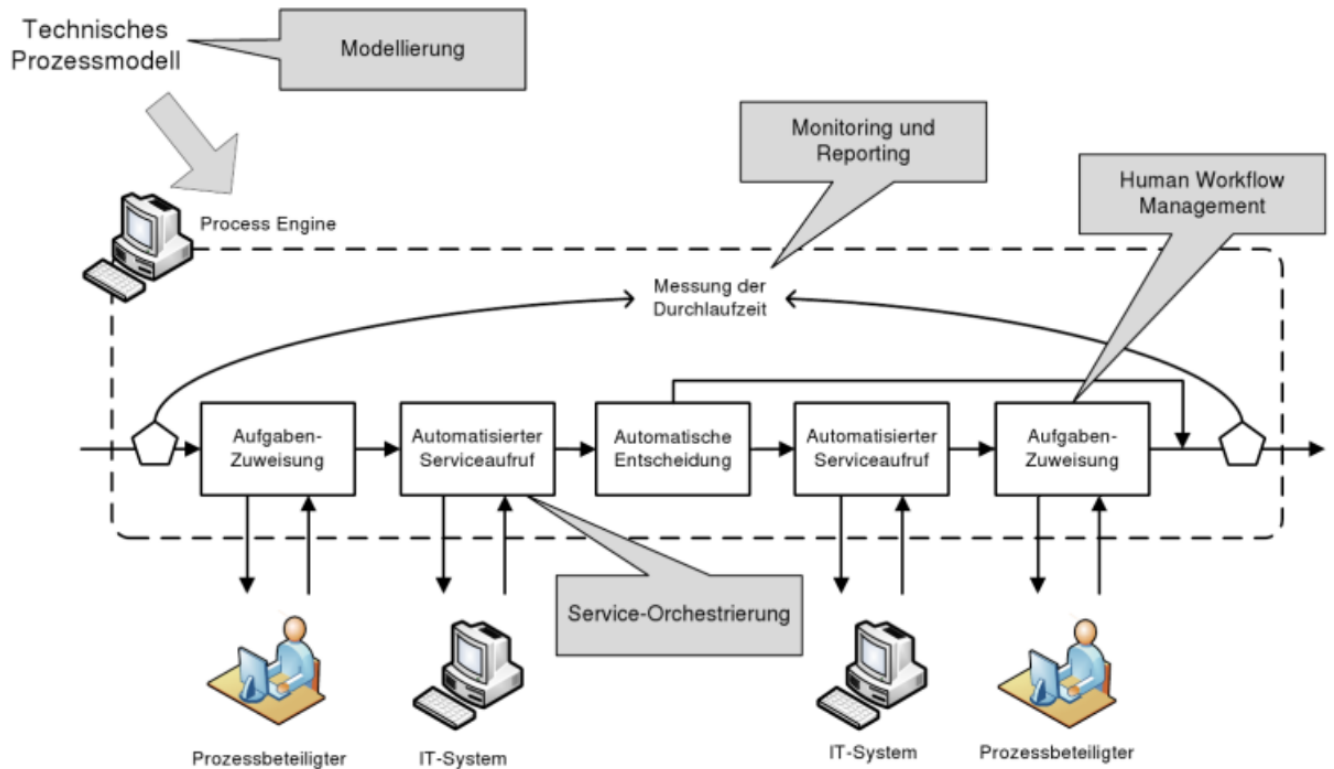 Technisches
Prozessmodell
Modellierung
Monitoring und
Reporting
Human Workflow
Management
Process Engine
Messung der
Durchlaufzeit
Aufgaben-
Zuweisung
Automatisierter
Serviceaufruf
Automatische
Entscheidung
Automatisierter
Serviceaufruf
Aufgaben-
Zuweisung
Service-Orchestrierung
Prozessbeteiligter
IT-System
IT-System
Prozessbeteiligter